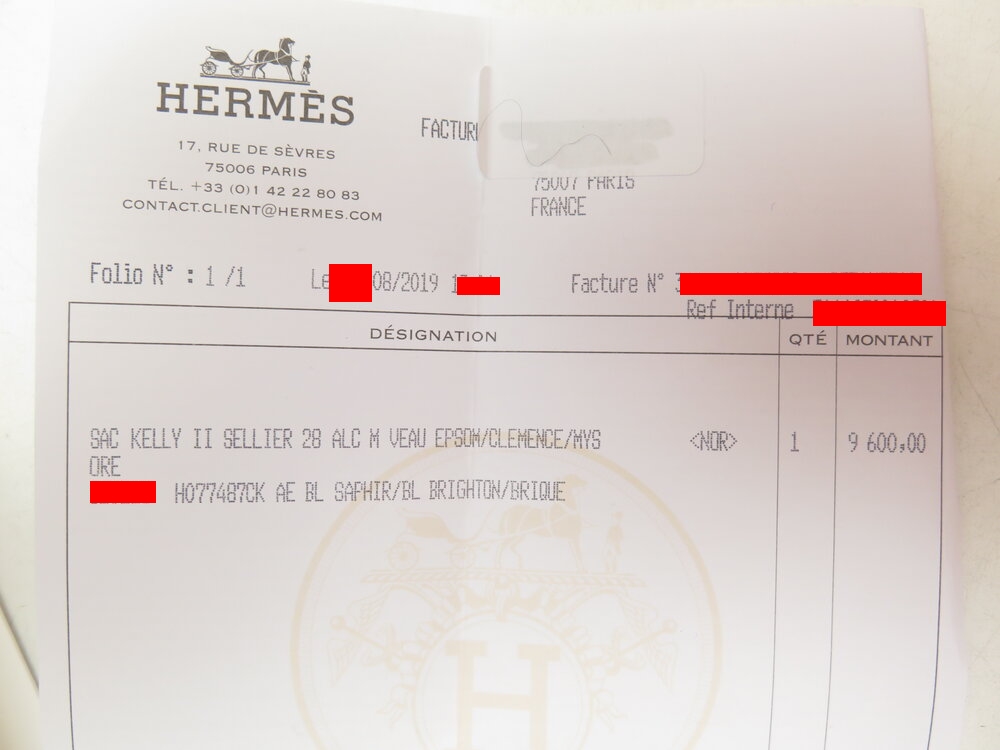 HERMÈS
17, RUE DE SÈVRES
75006 PARIS
TÉL. +33 (0)1 42 22 80 83
CONTACT.CLIENT@HERMES.COM
FACTUR
75007 PARIS
FRANCE
Folio N° : 1 /1 Le 08/2019 Facture N° 3
Ref Interne
DÉSIGNATION QTÉ MONTANT
SAC KELLY II SELLIER 28 ALC M VEAU EPSOM/CLEMENCE/MYS <NOR> 1 9 600,00
ORE
H077487CK AE BL SAPHIR/BL BRIGHTON/BRIQUE
H